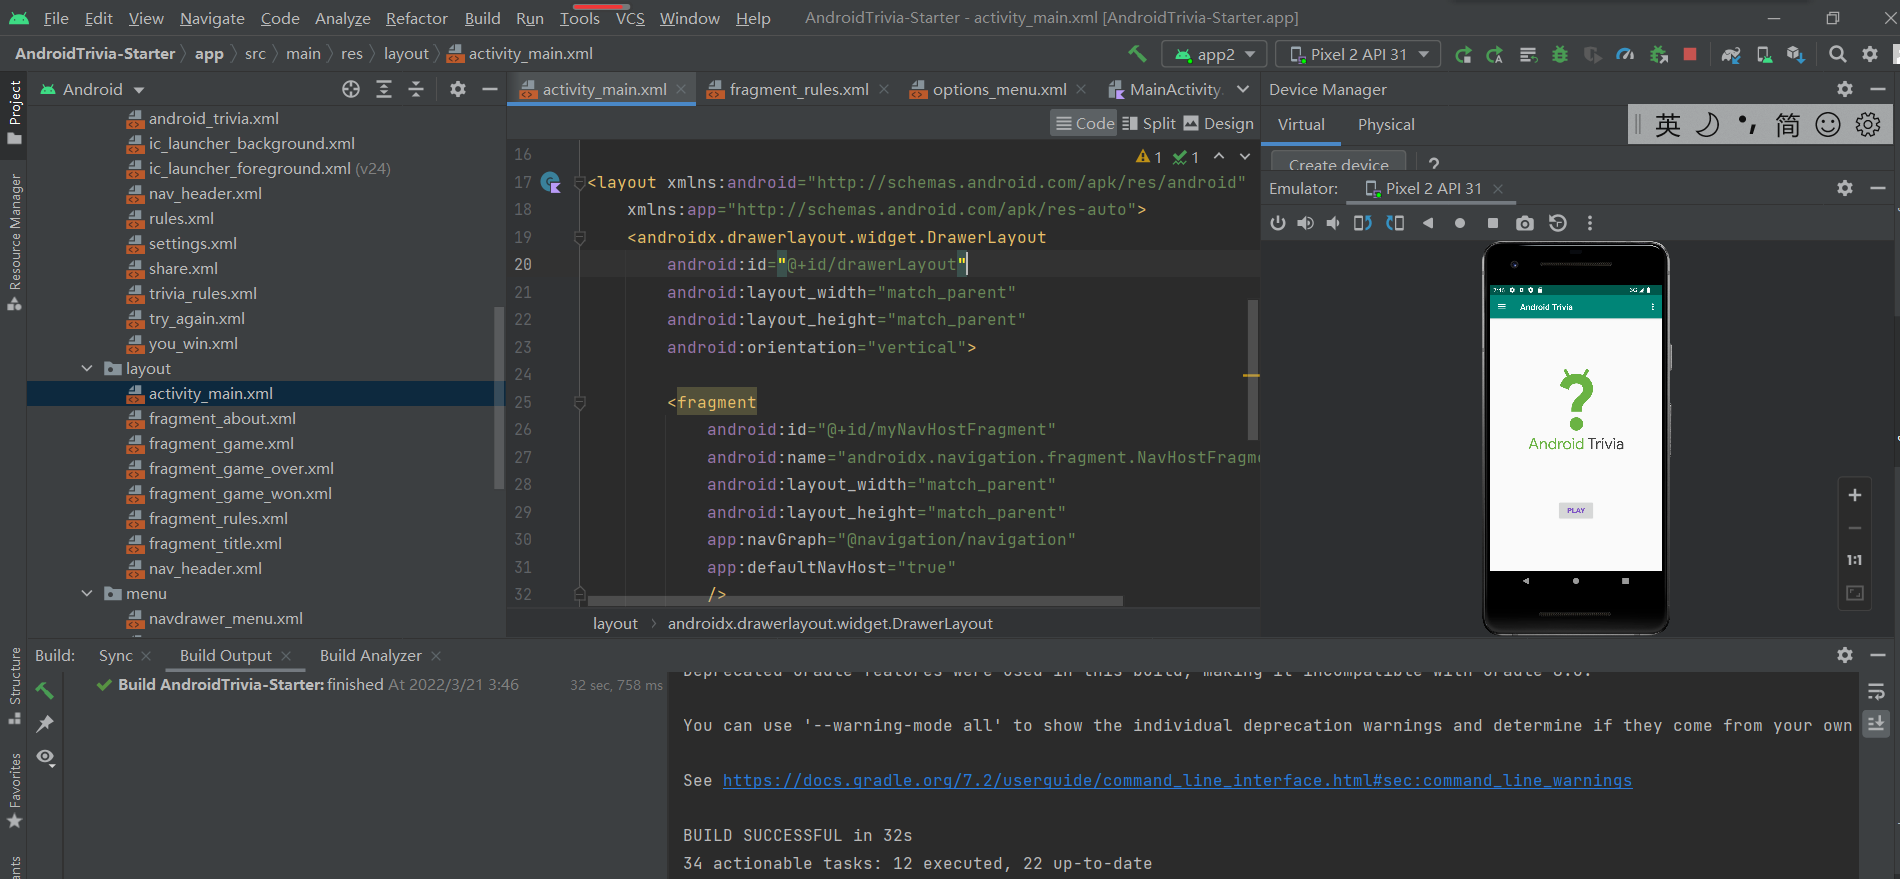 File Edit View Navigate Code Analyze Refactor Build Run Tools VCS Window Help AndroidTrivia-Starter - activity_main.xml [AndroidTrivia-Starter.app]
AndroidTrivia-Starter app src main res layout activity_main.xml app2 Pixel 2 API 31
Project
Resource Manager
Structure
Favorites
Android
android_trivia.xml
ic_launcher_background.xml
ic_launcher_foreground.xml (v24)
nav_header.xml
rules.xml
settings.xml
share.xml
trivia_rules.xml
try_again.xml
you_win.xml
layout
activity_main.xml
fragment_about.xml
fragment_game.xml
fragment_game_over.xml
fragment_game_won.xml
fragment_rules.xml
fragment_title.xml
nav_header.xml
menu
navdrawer_menu.xml
activity_main.xml fragment_rules.xml options_menu.xml MainActivity.
Code Split Design
1 1
16
17 <layout xmlns:android="http://schemas.android.com/apk/res/android"
18 xmlns:app="http://schemas.android.com/apk/res-auto">
19 <androidx.drawerlayout.widget.DrawerLayout
20 android:id="@+id/drawerLayout"
21 android:layout_width="match_parent"
22 android:layout_height="match_parent"
23 android:orientation="vertical">
24
25 <fragment
26 android:id="@+id/myNavHostFragment"
27 android:name="androidx.navigation.fragment.NavHostFragme
28 android:layout_width="match_parent"
29 android:layout_height="match_parent"
30 app:navGraph="@navigation/navigation"
31 app:defaultNavHost="true"
32 />
layout androidx.drawerlayout.widget.DrawerLayout
Device Manager
Virtual Physical
英 简
Create device ?
Emulator: Pixel 2 API 31
Android Trivia
Android Trivia
PLAY
1:1
Build: Sync Build Output Build Analyzer
Build AndroidTrivia-Starter: finished At 2022/3/21 3:46 32 sec, 758 ms
Deprecated Gradle features were used in this build, making it incompatible with Gradle 8.0.
You can use '--warning-mode all' to show the individual deprecation warnings and determine if they come from your own
See https://docs.gradle.org/7.2/userguide/command_line_interface.html#sec:command_line_warnings
BUILD SUCCESSFUL in 32s
34 actionable tasks: 12 executed, 22 up-to-date